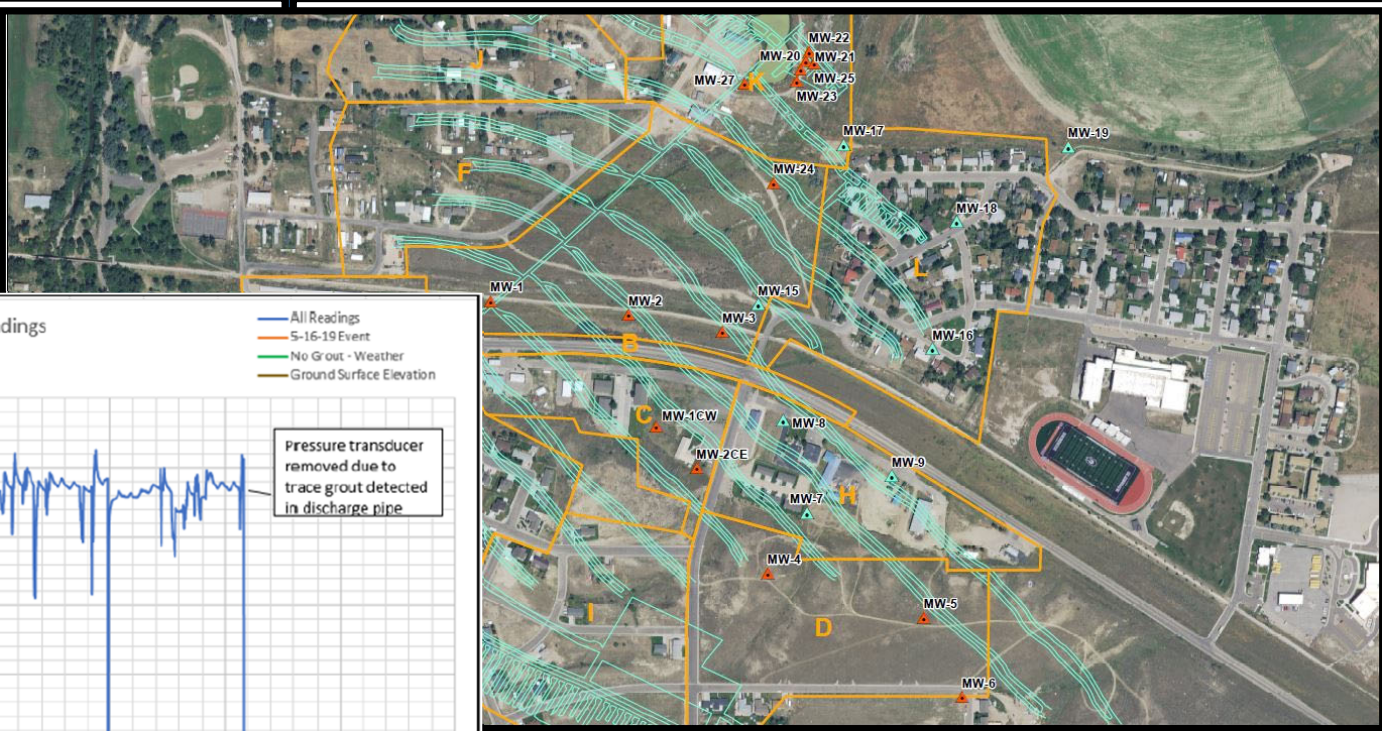 MW-22
MW-20
MW-21
J
MW-27
K
MW-25
MW-23
MW-17
MW-19
F
MW-24
MW-18
L
MW-1
MW-2
MW-15
MW-3
B
MW-16
dings
All Readings
5-16-19 Event
No Grout - Weather
Ground Surface Elevation
C
MW-1CW
MW-8
Pressure transducer
removed due to
trace grout detected
in discharge pipe
MW-2CE
MW-9
H
MW-7
MW-4
MW-5
I
D
MW-6